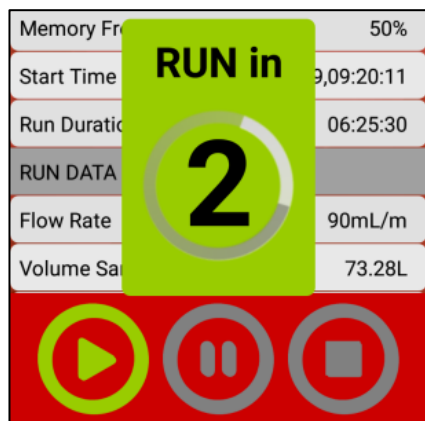 Memory Fr 50%
RUN in
Start Time 9,09:20:11
Run Duratio 06:25:30
2
RUN DATA
Flow Rate 90mL/m
Volume Sa 73.28L